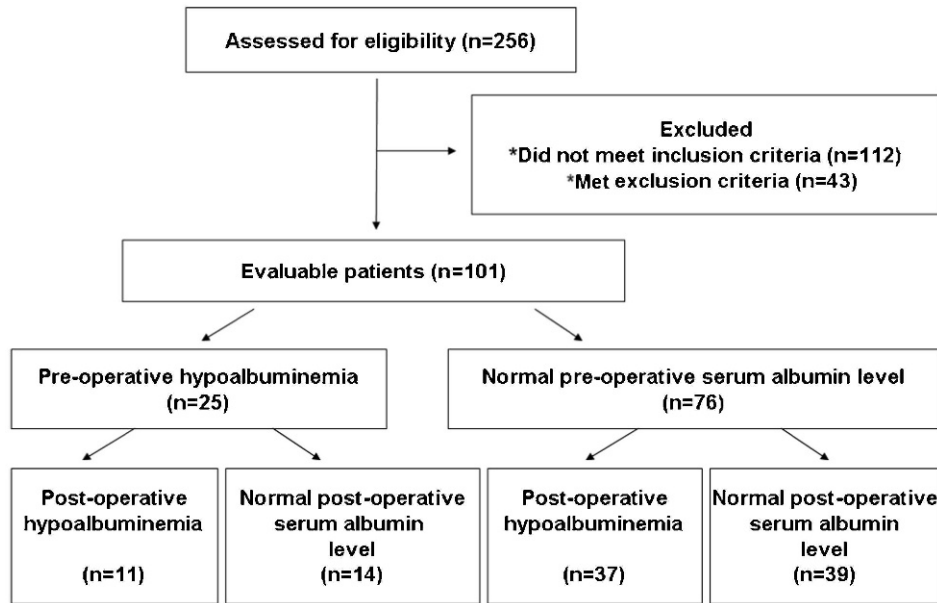 Assessed for eligibility (n=256)
Excluded
*Did not meet inclusion criteria (n=112)
*Met exclusion criteria (n=43)
Evaluable patients (n=101)
Pre-operative hypoalbuminemia
(n=25)
Normal pre-operative serum albumin level
(n=76)
Post-operative
hypoalbuminemia
(n=11)
Normal post-operative
serum albumin
level
(n=14)
Post-operative
hypoalbuminemia
(n=37)
Normal post-operative
serum albumin
level
(n=39)